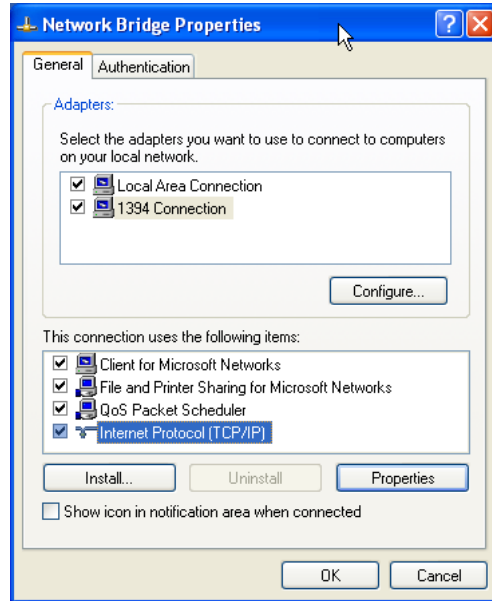 Network Bridge Properties
General Authentication
Adapters:
Select the adapters you want to use to connect to computers
on your local network.
Local Area Connection
1394 Connection
Configure...
This connection uses the following items:
Client for Microsoft Networks
File and Printer Sharing for Microsoft Networks
QoS Packet Scheduler
Internet Protocol (TCP/IP)
Install... Uninstall Properties
Show icon in notification area when connected
OK Cancel